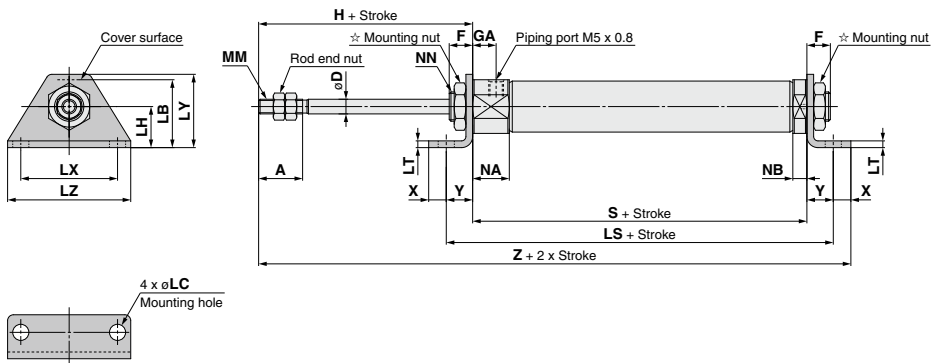 H + Stroke
Cover surface
F
GA
☆ Mounting nut
Piping port M5 x 0.8
F
☆ Mounting nut
MM
Rod end nut
NN
øD
LH
LB
LY
LT
LT
LX
A
NA
NB
LZ
X
Y
Y
X
S + Stroke
LS + Stroke
Z + 2 x Stroke
4 x øLC
Mounting hole